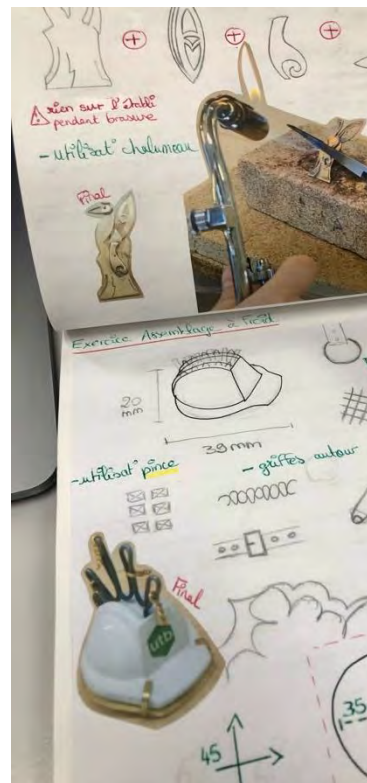 rien sur l'établi
pendant brasure
- utilisat° chalumeau
Final
Exercice Assemblage à Froid
20
mm
39mm
- utilisat° pince
- griffes autour
Final
utb
45
35